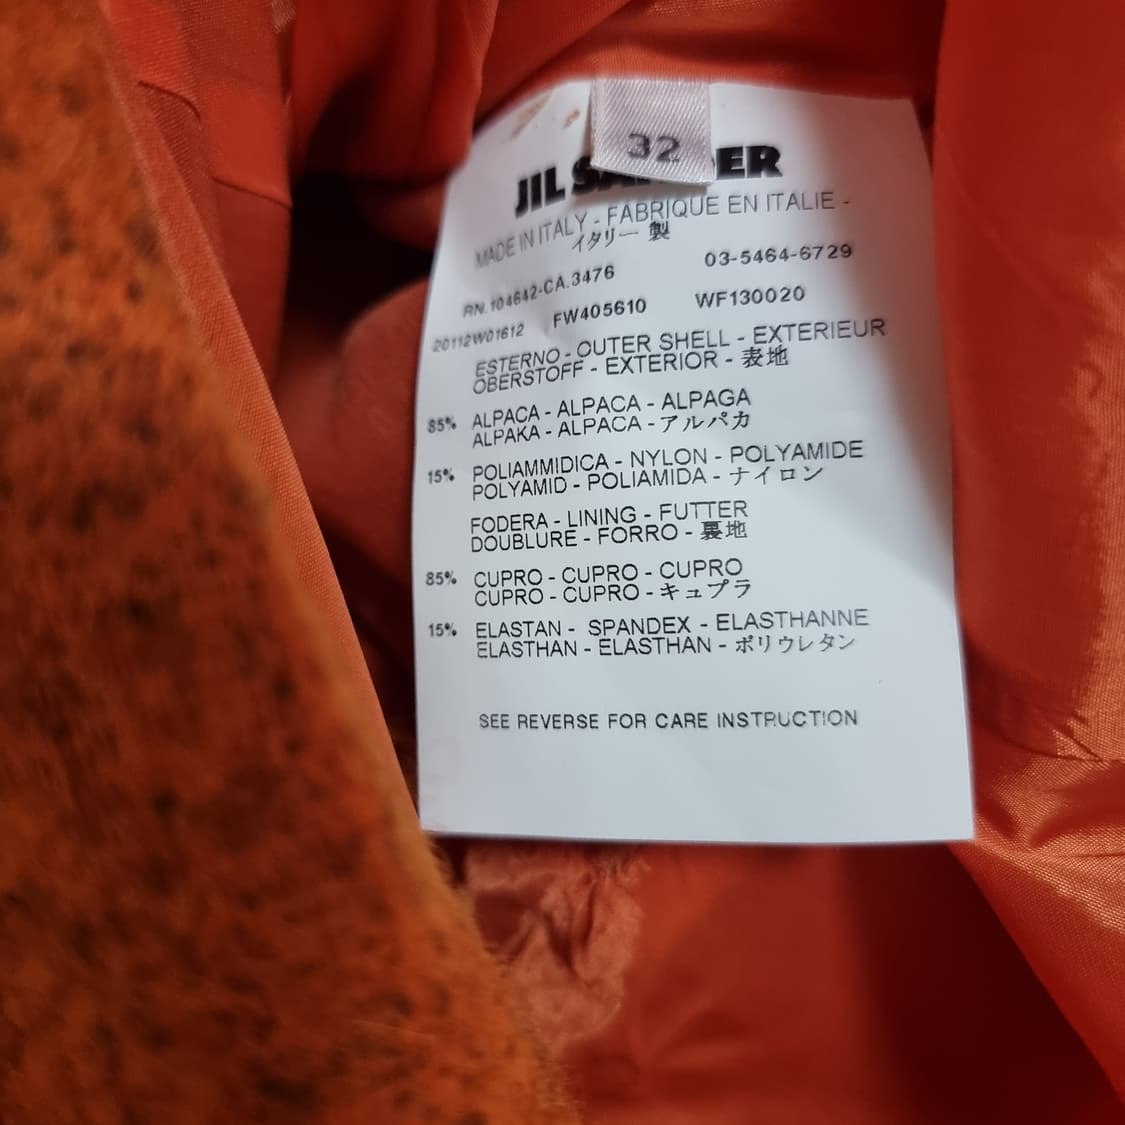 32
JIL SANDER
MADE IN ITALY - FABRIQUE EN ITALIE -
イタリー 製
RN.104642-CA.3476 03-5464-6729
20112W01612 FW405610 WF130020
ESTERNO - OUTER SHELL - EXTERIEUR
OBERSTOFF - EXTERIOR - 表地
85% ALPACA - ALPACA - ALPAGA
ALPAKA - ALPACA - アルパカ
15% POLIAMMIDICA - NYLON - POLYAMIDE
POLYAMID - POLIAMIDA - ナイロン
FODERA - LINING - FUTTER
DOUBLURE - FORRO - 裏地
85% CUPRO - CUPRO - CUPRO
CUPRO - CUPRO - キュプラ
15% ELASTAN - SPANDEX - ELASTHANNE
ELASTHAN - ELASTHAN - ポリウレタン
SEE REVERSE FOR CARE INSTRUCTION